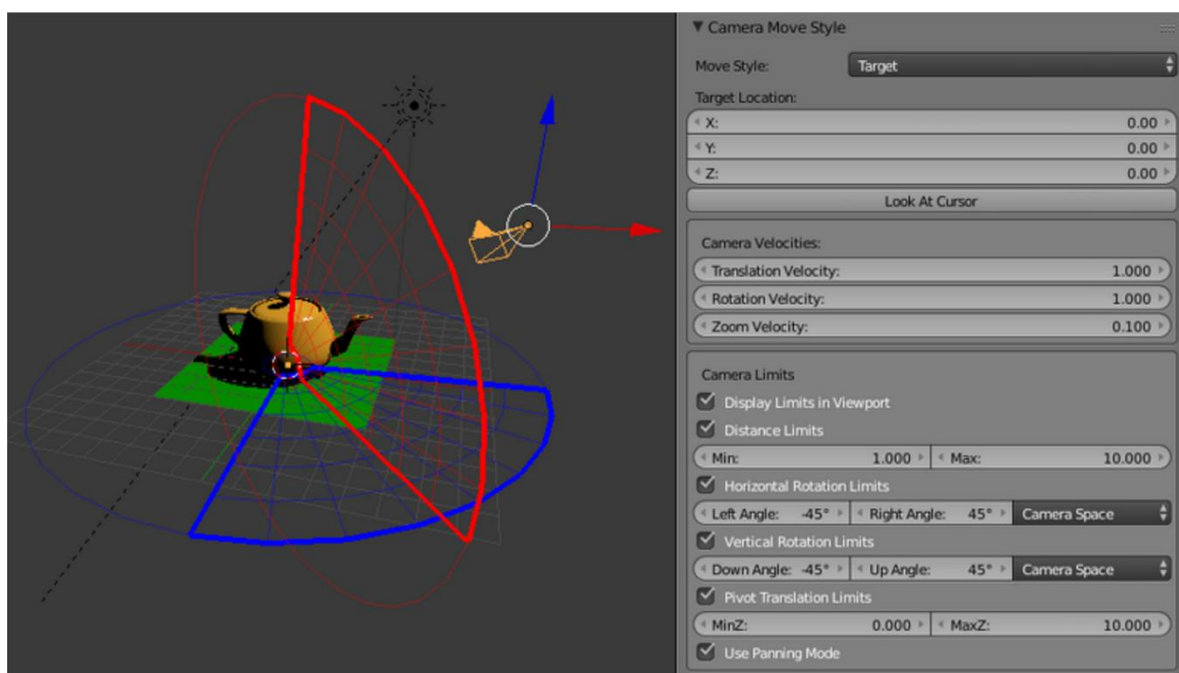 Camera Move Style
Move Style: Target
Target Location:
X: 0.00
Y: 0.00
Z: 0.00
Look At Cursor
Camera Velocities:
Translation Velocity: 1.000
Rotation Velocity: 1.000
Zoom Velocity: 0.100
Camera Limits
Display Limits in Viewport
Distance Limits
Min: 1.000 Max: 10.000
Horizontal Rotation Limits
Left Angle: -45° Right Angle: 45° Camera Space
Vertical Rotation Limits
Down Angle: -45° Up Angle: 45° Camera Space
Pivot Translation Limits
MinZ: 0.000 MaxZ: 10.000
Use Panning Mode